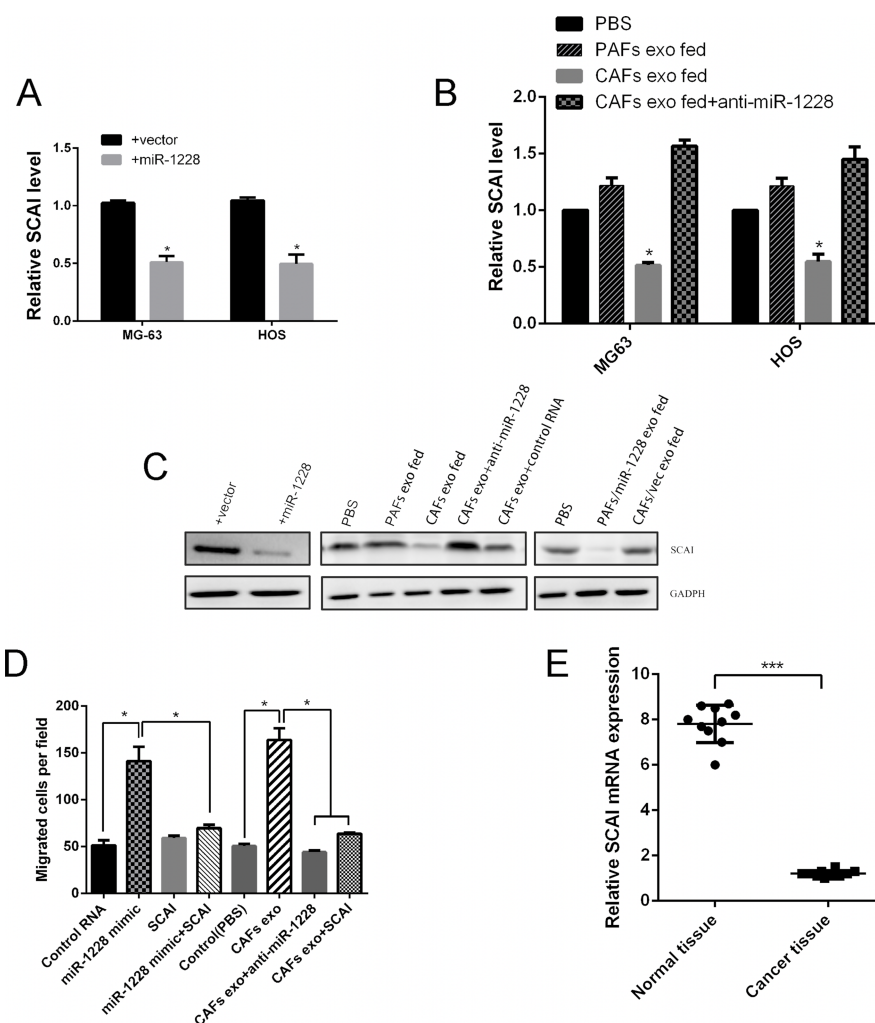 A
Relative SCAI level
+vector
+miR-1228
1.5
1.0
0.5
0.0
*
*
MG-63
HOS
B
Relative SCAI level
PBS
PAFs exo fed
CAFs exo fed
CAFs exo fed+anti-miR-1228
2.0
1.5
1.0
0.5
0.0
*
*
MG63
HOS
C
+vector
+miR-1228
PBS
PAFs exo fed
CAFs exo fed
CAFs exo+anti-miR-1228
CAFs exo+control RNA
PBS
PAFs/miR-1228 exo fed
CAFs/vec exo fed
SCAI
GADPH
D
Migrated cells per field
200
150
100
50
0
*
*
*
*
Control RNA
miR-1228 mimic
SCAI
miR-1228 mimic+SCAI
Control(PBS)
CAFs exo
CAFs exo+anti-miR-1228
CAFs exo+SCAI
E
Relative SCAI mRNA expression
10
8
6
4
2
0
***
Normal tissue
Cancer tissue